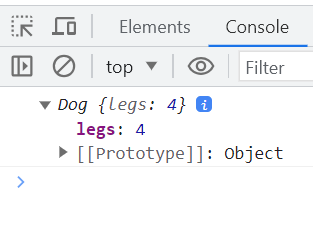 Elements Console
top Filter
Dog {legs: 4} i
legs: 4
[[Prototype]]: Object